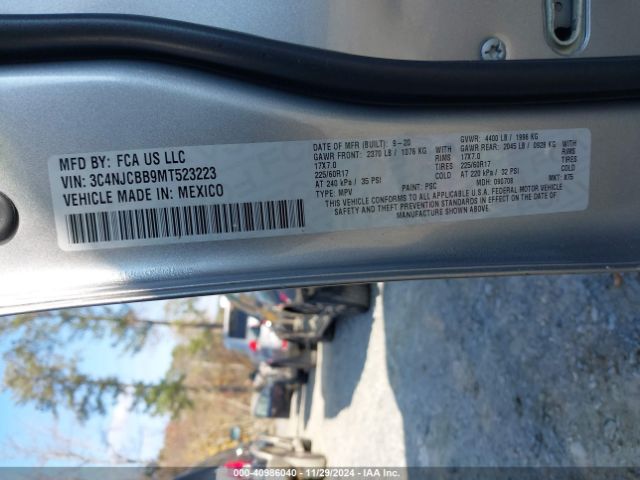 MFD BY: FCA US LLC
VIN: 3C4NJCBB9MT523223
VEHICLE MADE IN: MEXICO
DATE OF MFR (BUILT): 9-20
GAWR FRONT: 2370 LB / 1076 KG WITH
17X7.0 RIMS
225/60R17 TIRES
AT 240 kPa / 35 PSI COLD
TYPE: MPV PAINT: PSC
GVWR: 4400 LB / 1996 KG
GAWR REAR: 2045 LB / 0928 KG WITH
17X7.0 RIMS
225/60R17 TIRES
AT 220 kPa / 32 PSI COLD
MDH: 090708 MKT: K75
THIS VEHICLE CONFORMS TO ALL APPLICABLE U.S.A. FEDERAL MOTOR VEHICLE
SAFETY AND THEFT PREVENTION STANDARDS IN EFFECT ON THE DATE OF
MANUFACTURE SHOWN ABOVE.
000-40986040 - 11/29/2024 - IAA Inc.